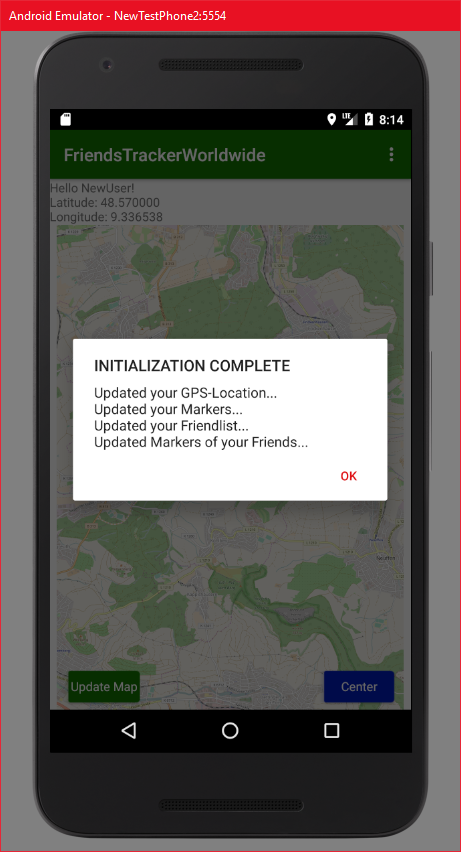 Android Emulator - NewTestPhone2:5554
LTE 8:14
FriendsTrackerWorldwide
Hello NewUser!
Latitude: 48.570000
Longitude: 9.336538
INITIALIZATION COMPLETE
Updated your GPS-Location...
Updated your Markers...
Updated your Friendlist...
Updated Markers of your Friends...
OK
Update Map
Center